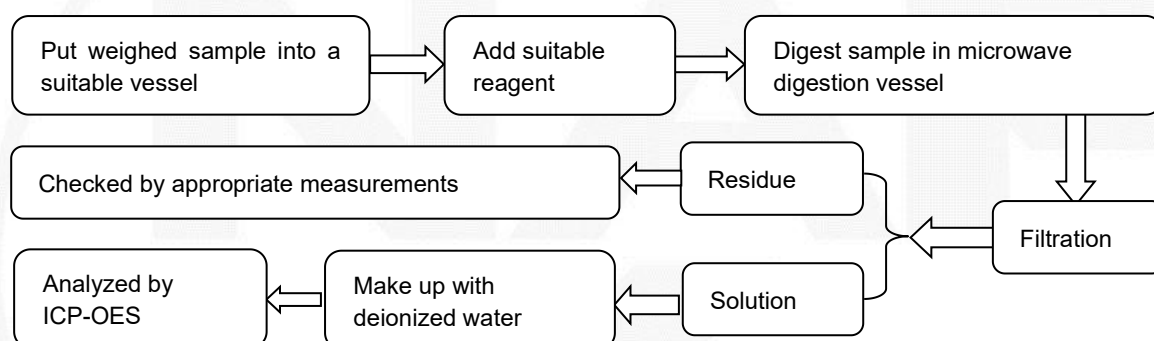 Put weighed sample into a
suitable vessel
Add suitable
reagent
Digest sample in microwave
digestion vessel
Filtration
Residue
Checked by appropriate measurements
Solution
Make up with
deionized water
Analyzed by
ICP-OES